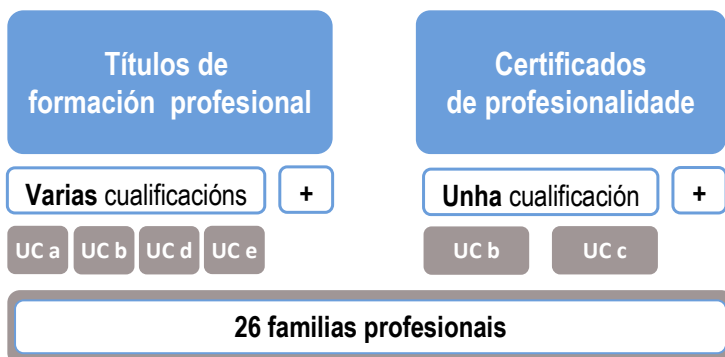 Títulos de
formación profesional
Certificados
de profesionalidade
Varias cualificacións
+
Unha cualificación
+
UC a
UC b
UC d
UC e
UC b
UC c
26 familias profesionais